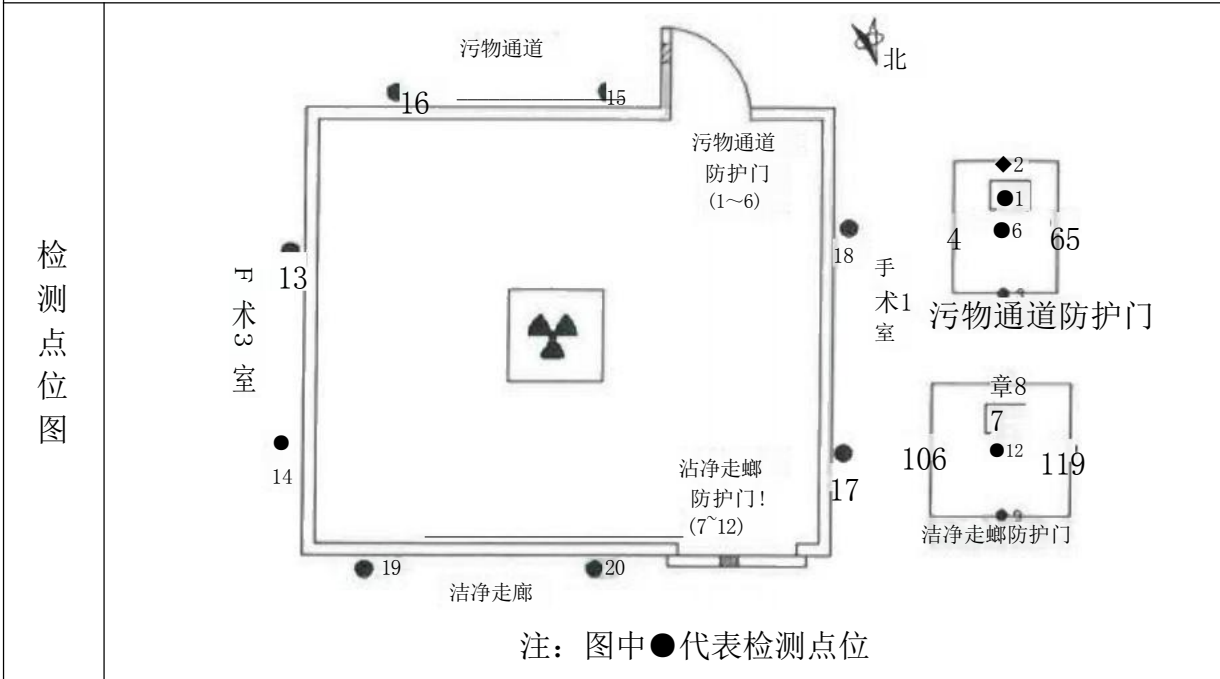 检
测
点
位
图
污物通道
北
16
15
污物通道
防护门
(1～6)
2
1
6
4
65
污物通道防护门
13
18
F术3室
手
术1
室
章8
7
12
106
119
9
洁净走螂防护门
14
17
沾净走螂
防护门!
(7~12)
19
20
洁净走廊
注：图中●代表检测点位